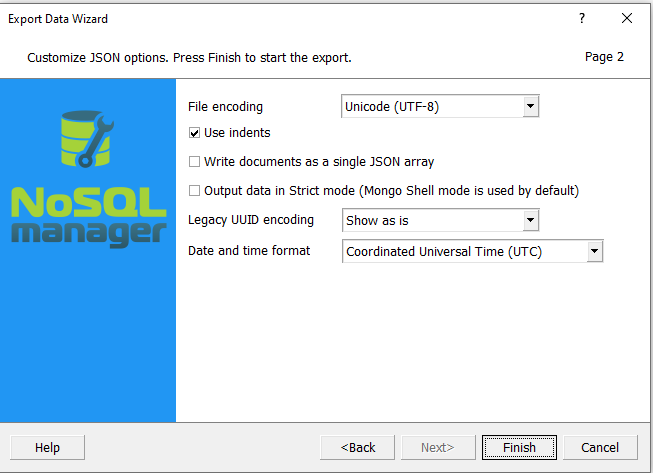 Export Data Wizard
?
Customize JSON options. Press Finish to start the export.
Page 2
NoSQL
manager
File encoding
Unicode (UTF-8)
Use indents
Write documents as a single JSON array
Output data in Strict mode (Mongo Shell mode is used by default)
Legacy UUID encoding
Show as is
Date and time format
Coordinated Universal Time (UTC)
Help
<Back
Next>
Finish
Cancel